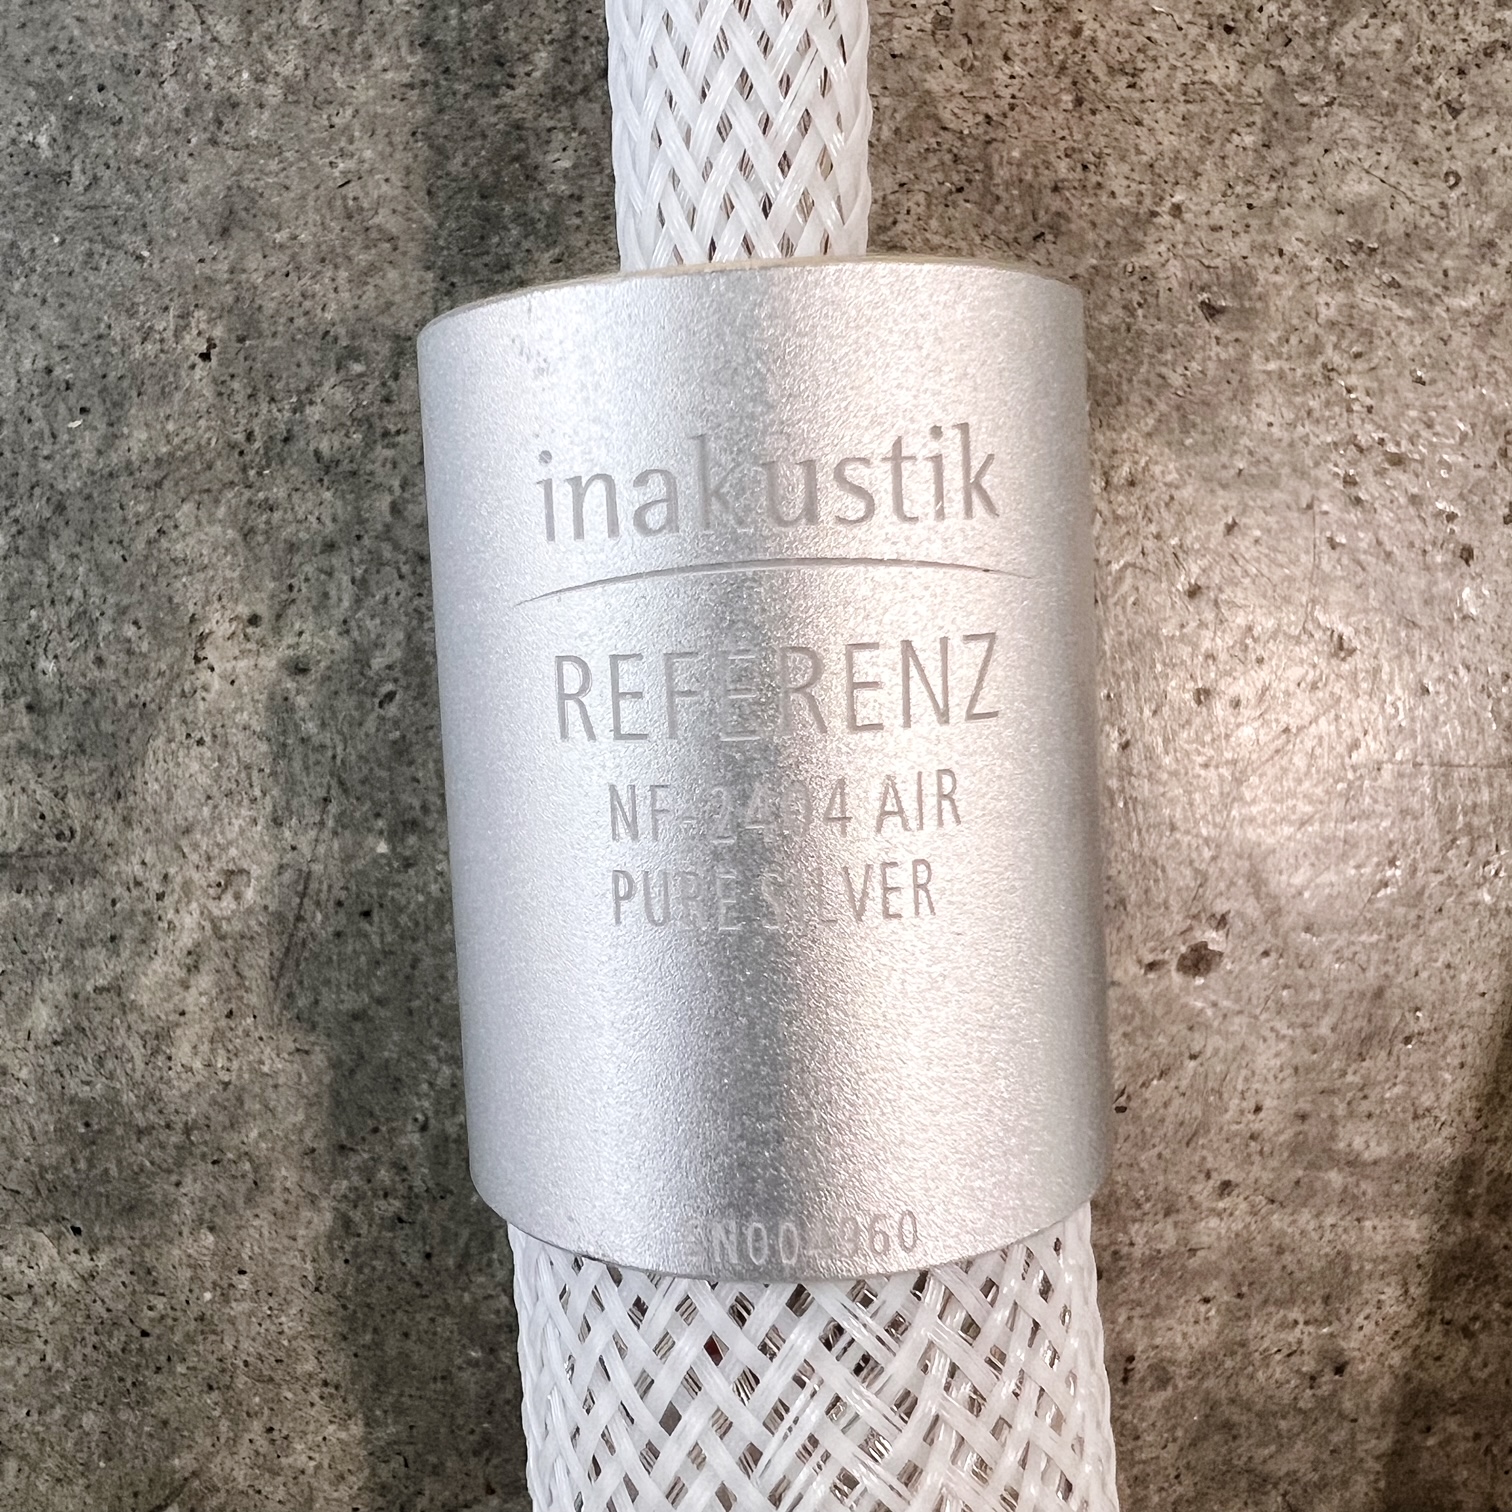 inakustik
REFERENZ
NF-2404 AIR
PURE SILVER